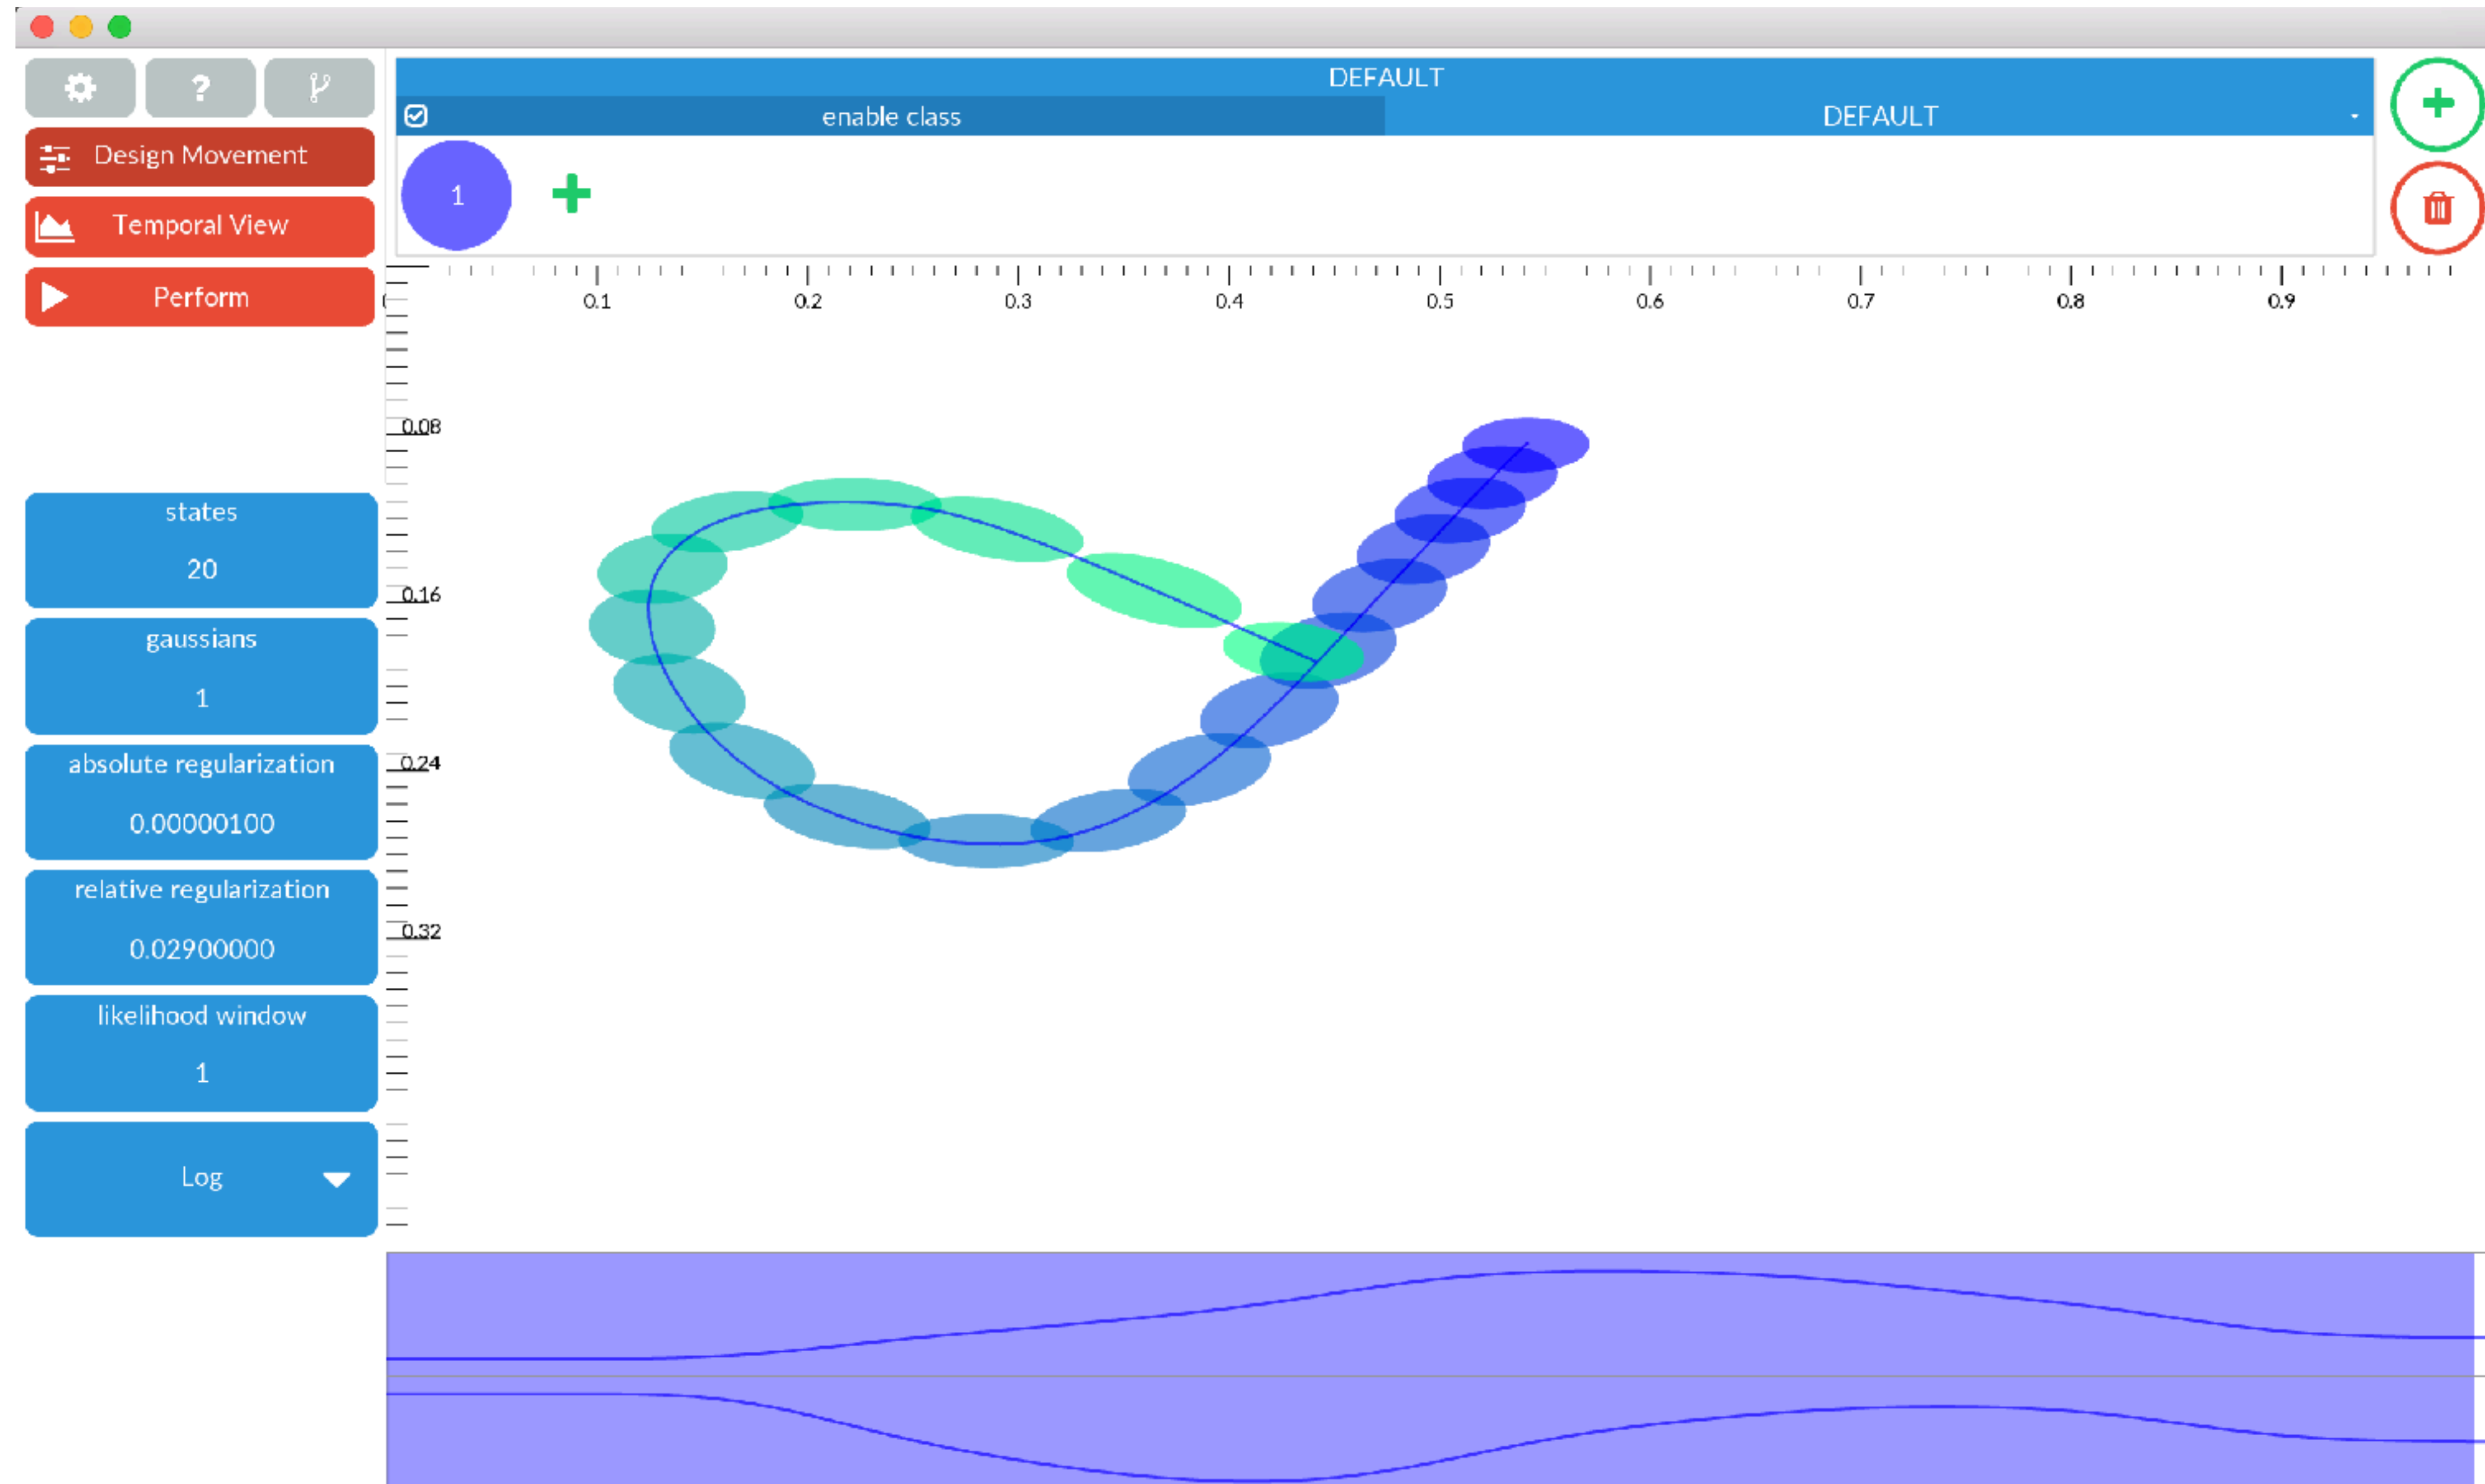 DEFAULT
enable class
DEFAULT
?
Design Movement
1
Temporal View
Perform
0.1 0.2 0.3 0.4 0.5 0.6 0.7 0.8 0.9
0.08
states
20
0.16
gaussians
1
absolute regularization
0.24
0.00000100
relative regularization
0.32
0.02900000
likelihood window
1
Log